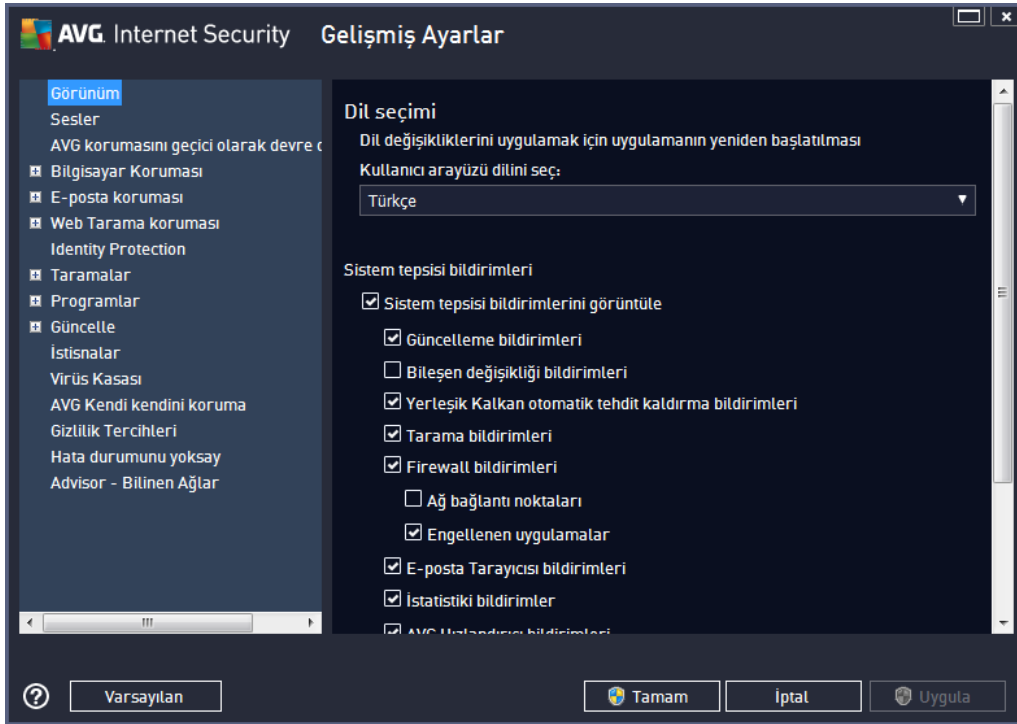 AVG. Internet Security Gelişmiş Ayarlar
Görünüm
Sesler
AVG korumasını geçici olarak devre
Bilgisayar Koruması
E-posta koruması
Web Tarama koruması
Identity Protection
Taramalar
Programlar
Güncelle
İstisnalar
Virüs Kasası
AVG Kendi kendini koruma
Gizlilik Tercihleri
Hata durumunu yoksay
Advisor - Bilinen Ağlar
Dil seçimi
Dil değişikliklerini uygulamak için uygulamanın yeniden başlatılması
Kullanıcı arayüzü dilini seç:
Türkçe
Sistem tepsisi bildirimleri
Sistem tepsisi bildirimlerini görüntüle
Güncelleme bildirimleri
Bileşen değişikliği bildirimleri
Yerleşik Kalkan otomatik tehdit kaldırma bildirimleri
Tarama bildirimleri
Firewall bildirimleri
Ağ bağlantı noktaları
Engellenen uygulamalar
E-posta Tarayıcısı bildirimleri
İstatistiki bildirimler
AVG Hızlandırıcı bildirimleri
Varsayılan
Tamam
İptal
Uygula